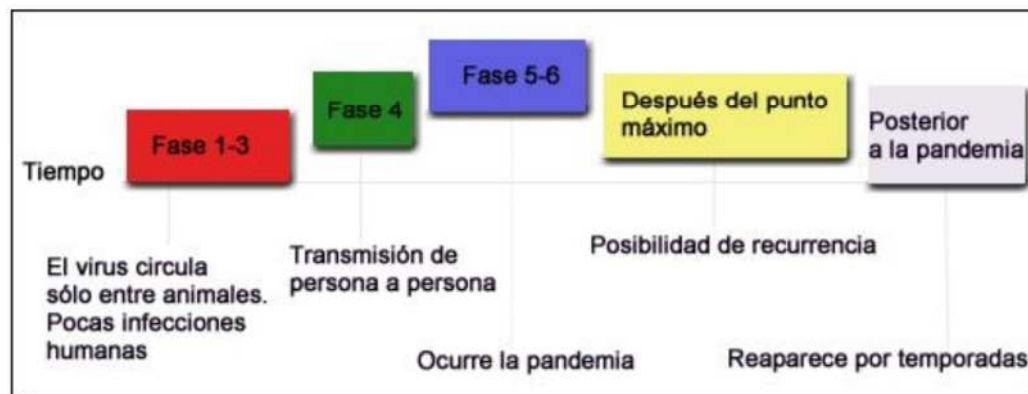 Fase 1-3
Fase 4
Fase 5-6
Después del punto
máximo
Posterior
a la pandemia
Tiempo
El virus circula
sólo entre animales.
Pocas infecciones
humanas
Transmisión de
persona a persona
Ocurre la pandemia
Posibilidad de recurrencia
Reaparece por temporadas